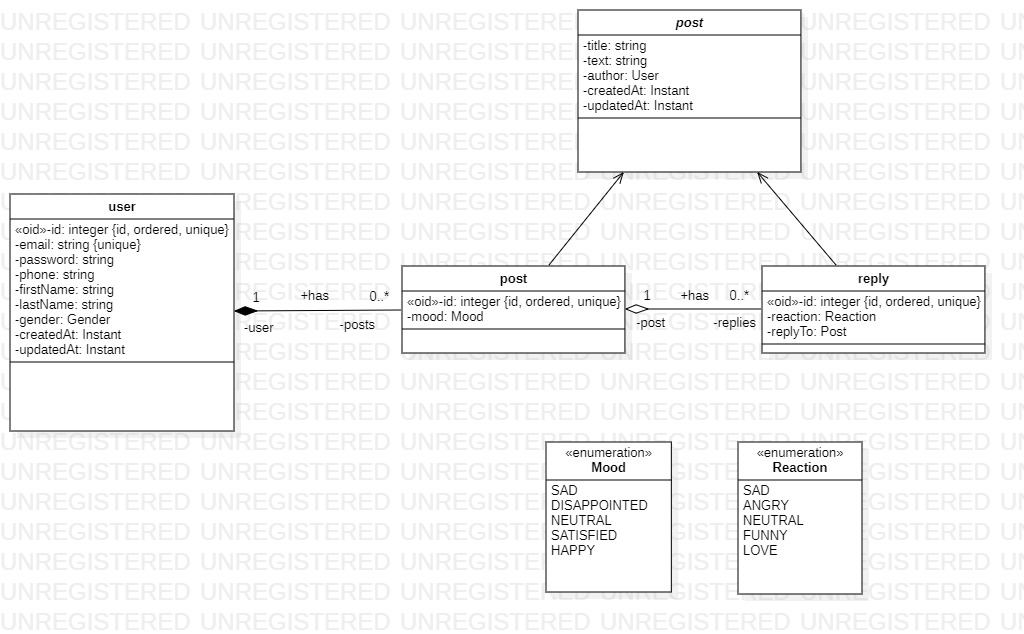 post
-title: string
-text: string
-author: User
-createdAt: Instant
-updatedAt: Instant
user
«oid»-id: integer {id, ordered, unique}
-email: string {unique}
-password: string
-phone: string
-firstName: string
-lastName: string
-gender: Gender
-createdAt: Instant
-updatedAt: Instant
1 +has 0..*
-user -posts
post
«oid»-id: integer {id, ordered, unique}
-mood: Mood
1 +has 0..*
-post -replies
reply
«oid»-id: integer {id, ordered, unique}
-reaction: Reaction
-replyTo: Post
«enumeration»
Mood
SAD
DISAPPOINTED
NEUTRAL
SATISFIED
HAPPY
«enumeration»
Reaction
SAD
ANGRY
NEUTRAL
FUNNY
LOVE
UNREGISTERED